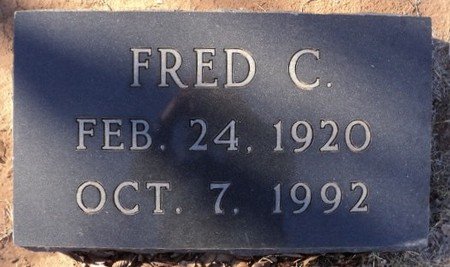 FRED C.
FEB. 24, 1920
OCT. 7, 1992